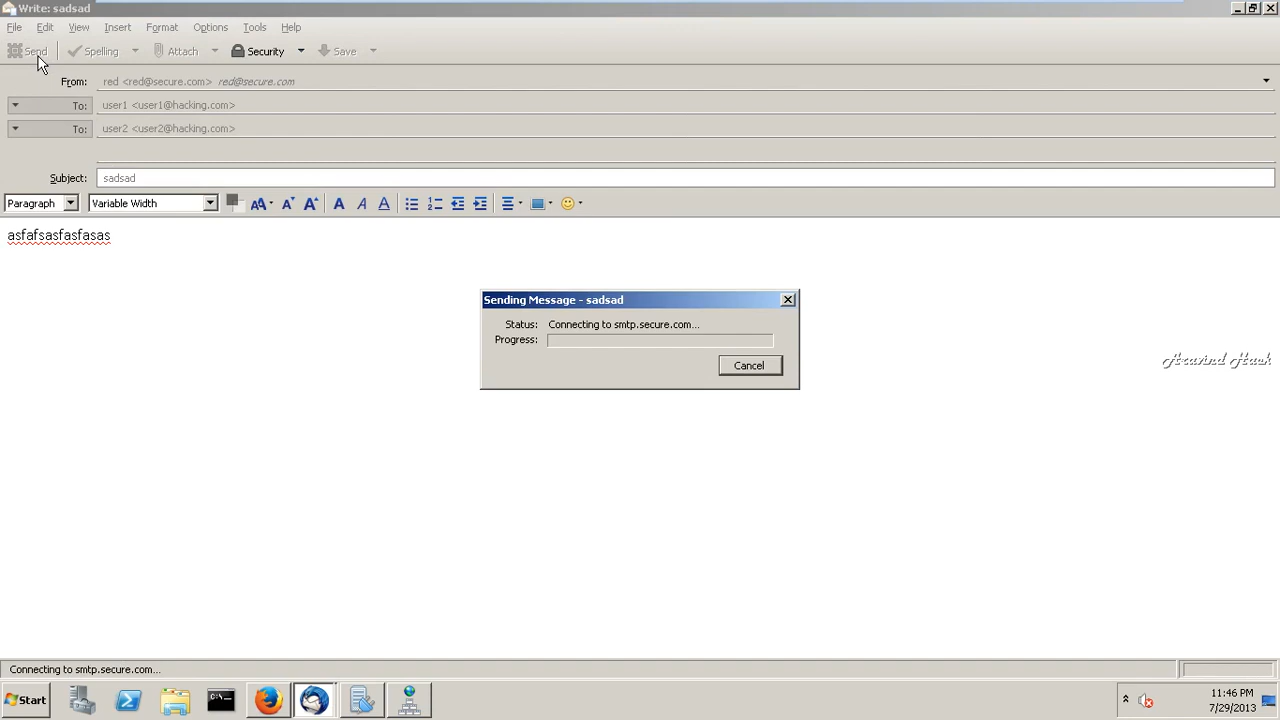 Write: sadsad
File Edit View Insert Format Options Tools Help
Send Spelling Attach Security Save
From: red <red@secure.com> red@secure.com
To: user1 <user1@hacking.com>
To: user2 <user2@hacking.com>
Subject: sadsad
Paragraph Variable Width
asfafsasfasfasas
Sending Message - sadsad
Status: Connecting to smtp.secure.com...
Progress:
Cancel
Aravind Hack
Connecting to smtp.secure.com...
Start
11:46 PM
7/29/2013